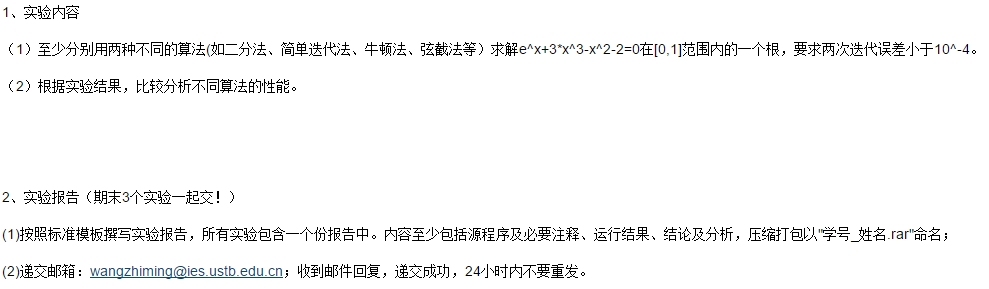 1、实验内容
（1）至少分别用两种不同的算法(如二分法、简单迭代法、牛顿法、弦截法等）求解e^x+3*x^3-x^2-2=0在[0,1]范围内的一个根，要求两次迭代误差小于10^-4。
（2）根据实验结果，比较分析不同算法的性能。
2、实验报告（期末3个实验一起交！）
(1)按照标准模板撰写实验报告，所有实验包含一个份报告中。内容至少包括源程序及必要注释、运行结果、结论及分析，压缩打包以"学号_姓名.rar"命名；
(2)递交邮箱：wangzhiming@ies.ustb.edu.cn；收到邮件回复，递交成功，24小时内不要重发。